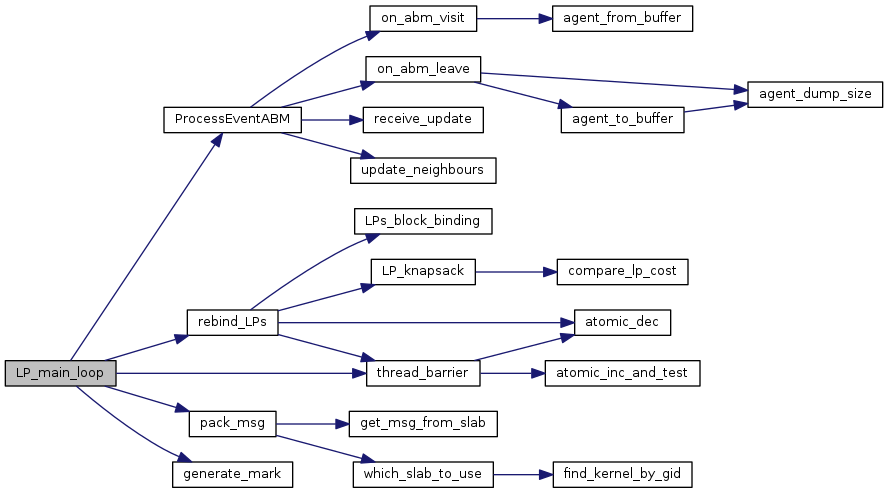 on_abm_visit
agent_from_buffer
on_abm_leave
agent_dump_size
ProcessEventABM
receive_update
agent_to_buffer
update_neighbours
LPs_block_binding
LP_knapsack
compare_lp_cost
rebind_LPs
atomic_dec
LP_main_loop
thread_barrier
atomic_inc_and_test
pack_msg
get_msg_from_slab
generate_mark
which_slab_to_use
find_kernel_by_gid